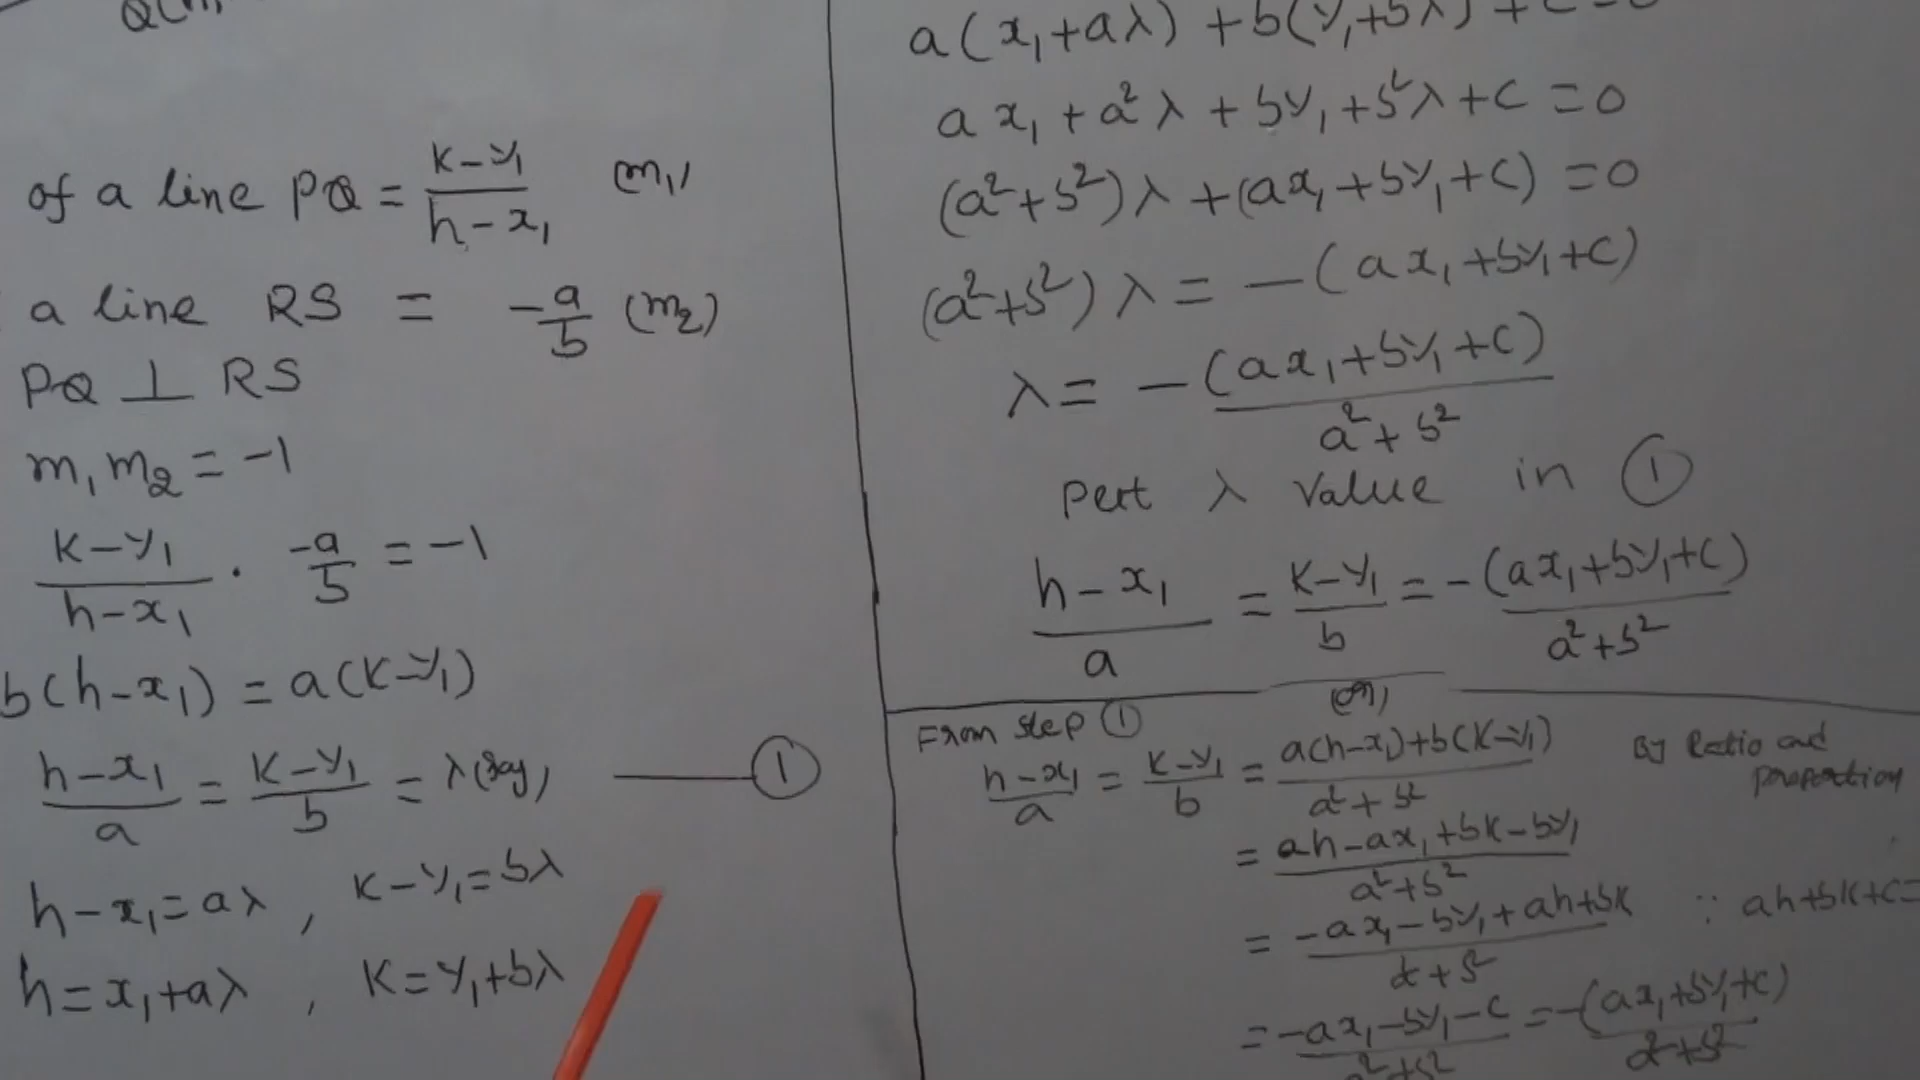 of a line PQ = K-y₁/h-x₁ (m₁)
a line RS = -a/b (m₂)
PQ ⊥ RS
m₁m₂ = -1
K-y₁/h-x₁ . -a/b = -1
b(h-x₁) = a(K-y₁)
h-x₁/a = K-y₁/b = λ(say) — ①
h-x₁ = aλ , K-y₁ = bλ
h = x₁+aλ , K = y₁+bλ
a(x₁+aλ)+b(y₁+bλ)+c=0
ax₁+a²λ+by₁+b²λ+c=0
(a²+b²)λ+(ax₁+by₁+c)=0
(a²+b²)λ = -(ax₁+by₁+c)
λ = -(ax₁+by₁+c)/a²+b²
put λ value in ①
h-x₁/a = K-y₁/b = -(ax₁+by₁+c)/a²+b²
(or)
From step ①
h-x₁/a = K-y₁/b = a(h-x₁)+b(K-y₁)/a²+b² By Ratio and
proportion
= ah-ax₁+bK-by₁/a²+b²
= -ax₁-by₁+ah+bK/a²+b² ∵ ah+bK+c=
= -ax₁-by₁-c/a²+b² = -(ax₁+by₁+c)/a²+b²